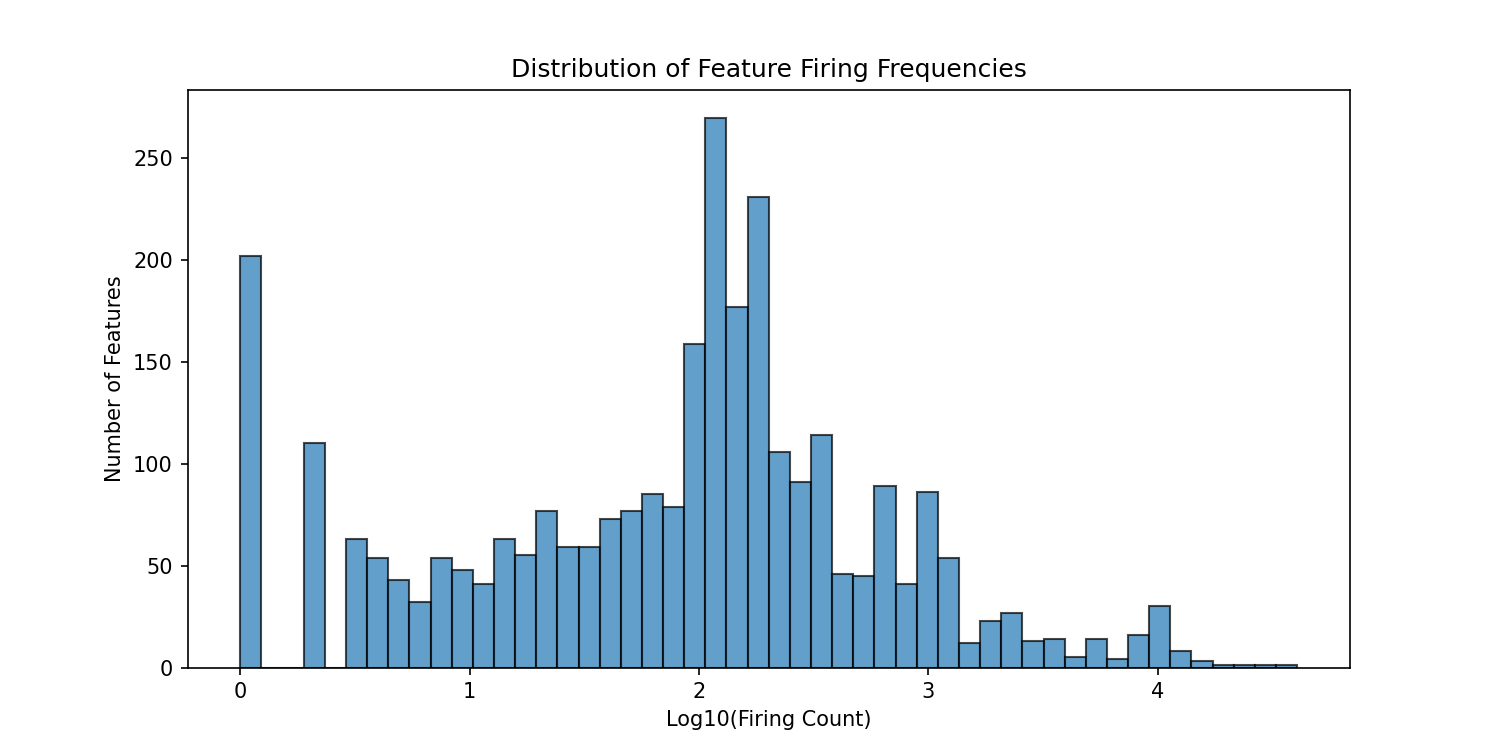 Distribution of Feature Firing Frequencies
Number of Features
250
200
150
100
50
0
0 1 2 3 4
Log10(Firing Count)